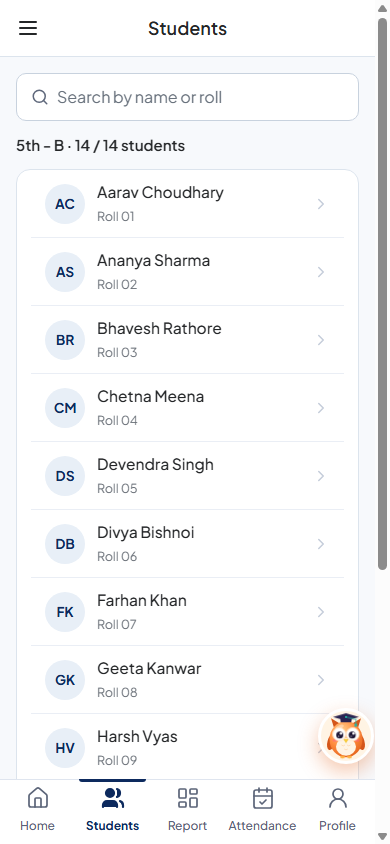 Students
Search by name or roll
5th - B · 14 / 14 students
AC
Aarav Choudhary
Roll 01
AS
Ananya Sharma
Roll 02
BR
Bhavesh Rathore
Roll 03
CM
Chetna Meena
Roll 04
DS
Devendra Singh
Roll 05
DB
Divya Bishnoi
Roll 06
FK
Farhan Khan
Roll 07
GK
Geeta Kanwar
Roll 08
HV
Harsh Vyas
Roll 09
Home
Students
Report
Attendance
Profile